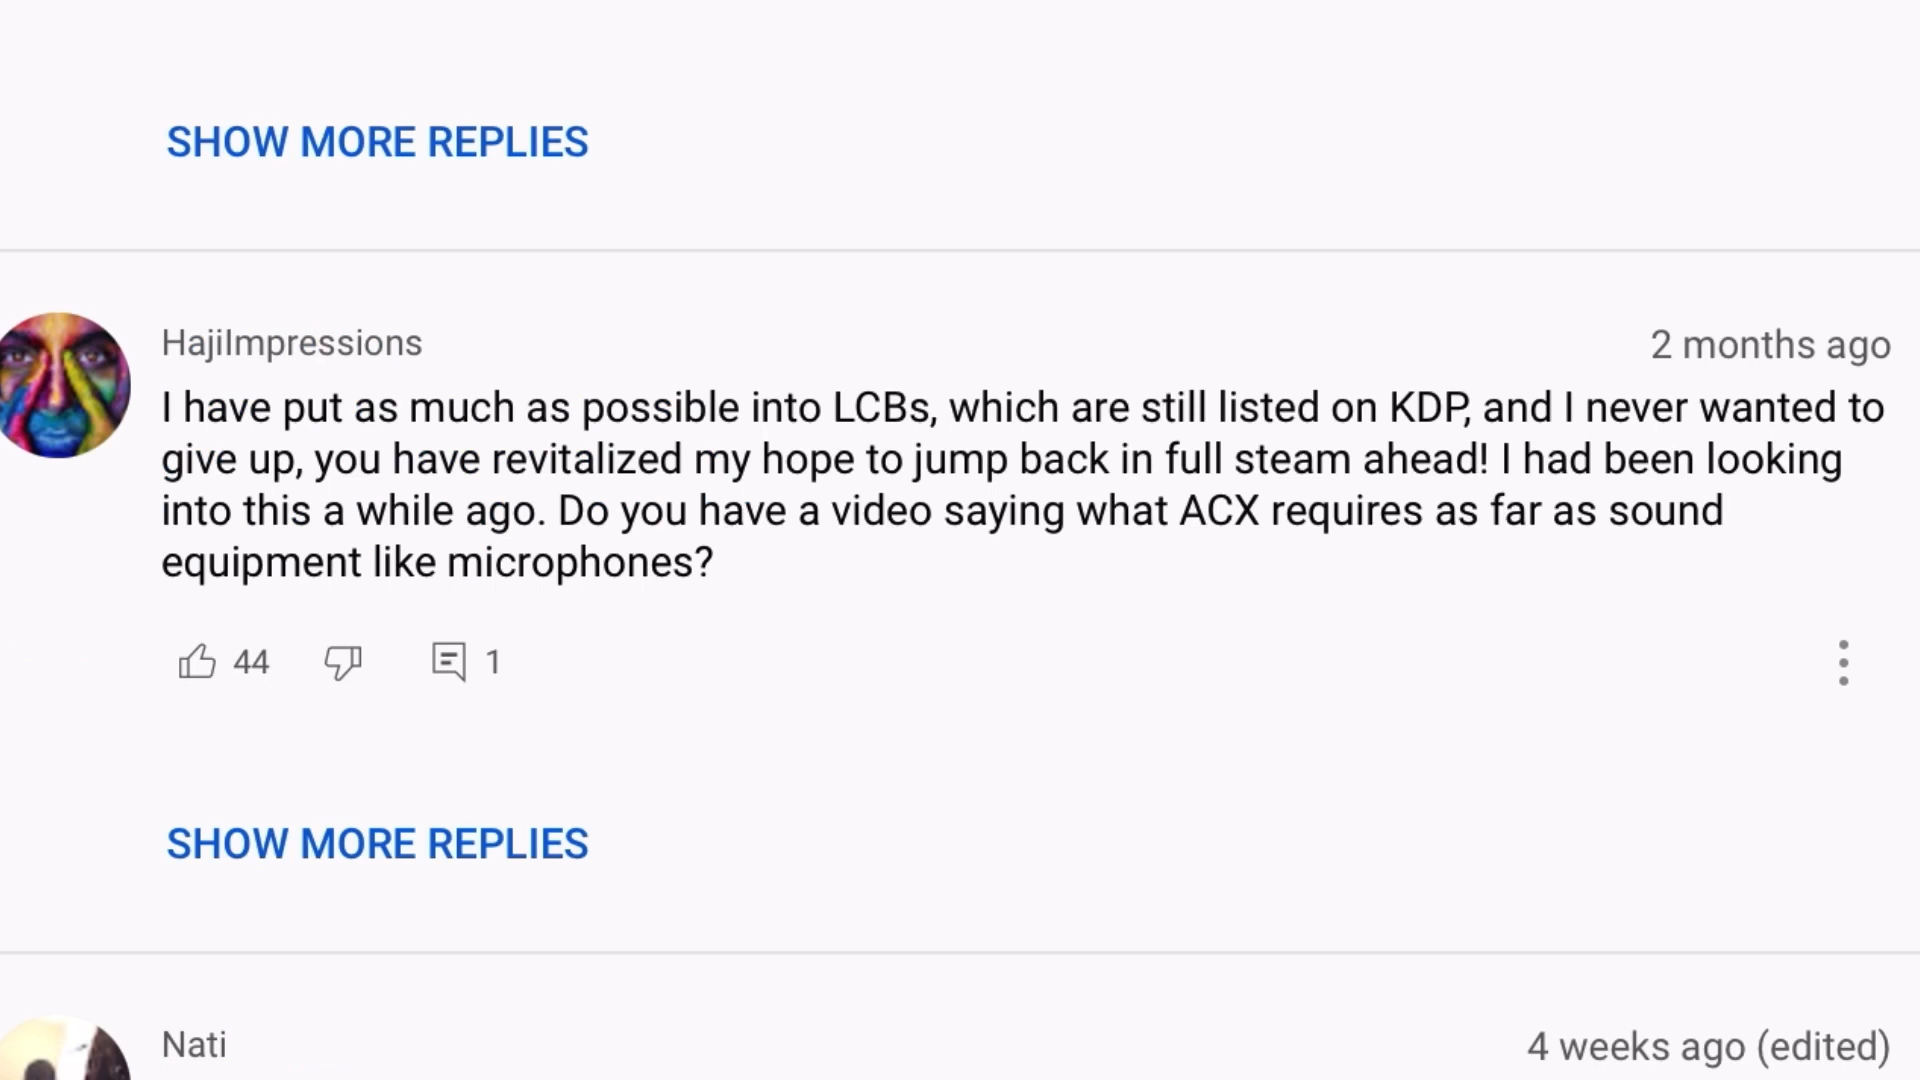 SHOW MORE REPLIES
HajiImpressions
2 months ago
I have put as much as possible into LCBs, which are still listed on KDP, and I never wanted to
give up, you have revitalized my hope to jump back in full steam ahead! I had been looking
into this a while ago. Do you have a video saying what ACX requires as far as sound
equipment like microphones?
44
1
SHOW MORE REPLIES
Nati
4 weeks ago (edited)